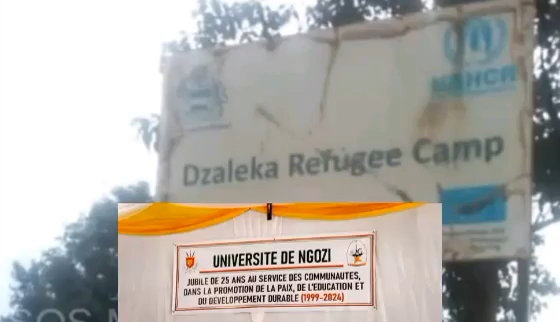 UNHCR
Dzaleka Refugee Camp
UNIVERSITE DE NGOZI
JUBILE DE 25 ANS AU SERVICE DES COMMUNAUTES,
DANS LA PROMOTION DE LA PAIX, DE L'EDUCATION ET
DU DEVELOPPEMENT DURABLE (1999-2024)
SOS M